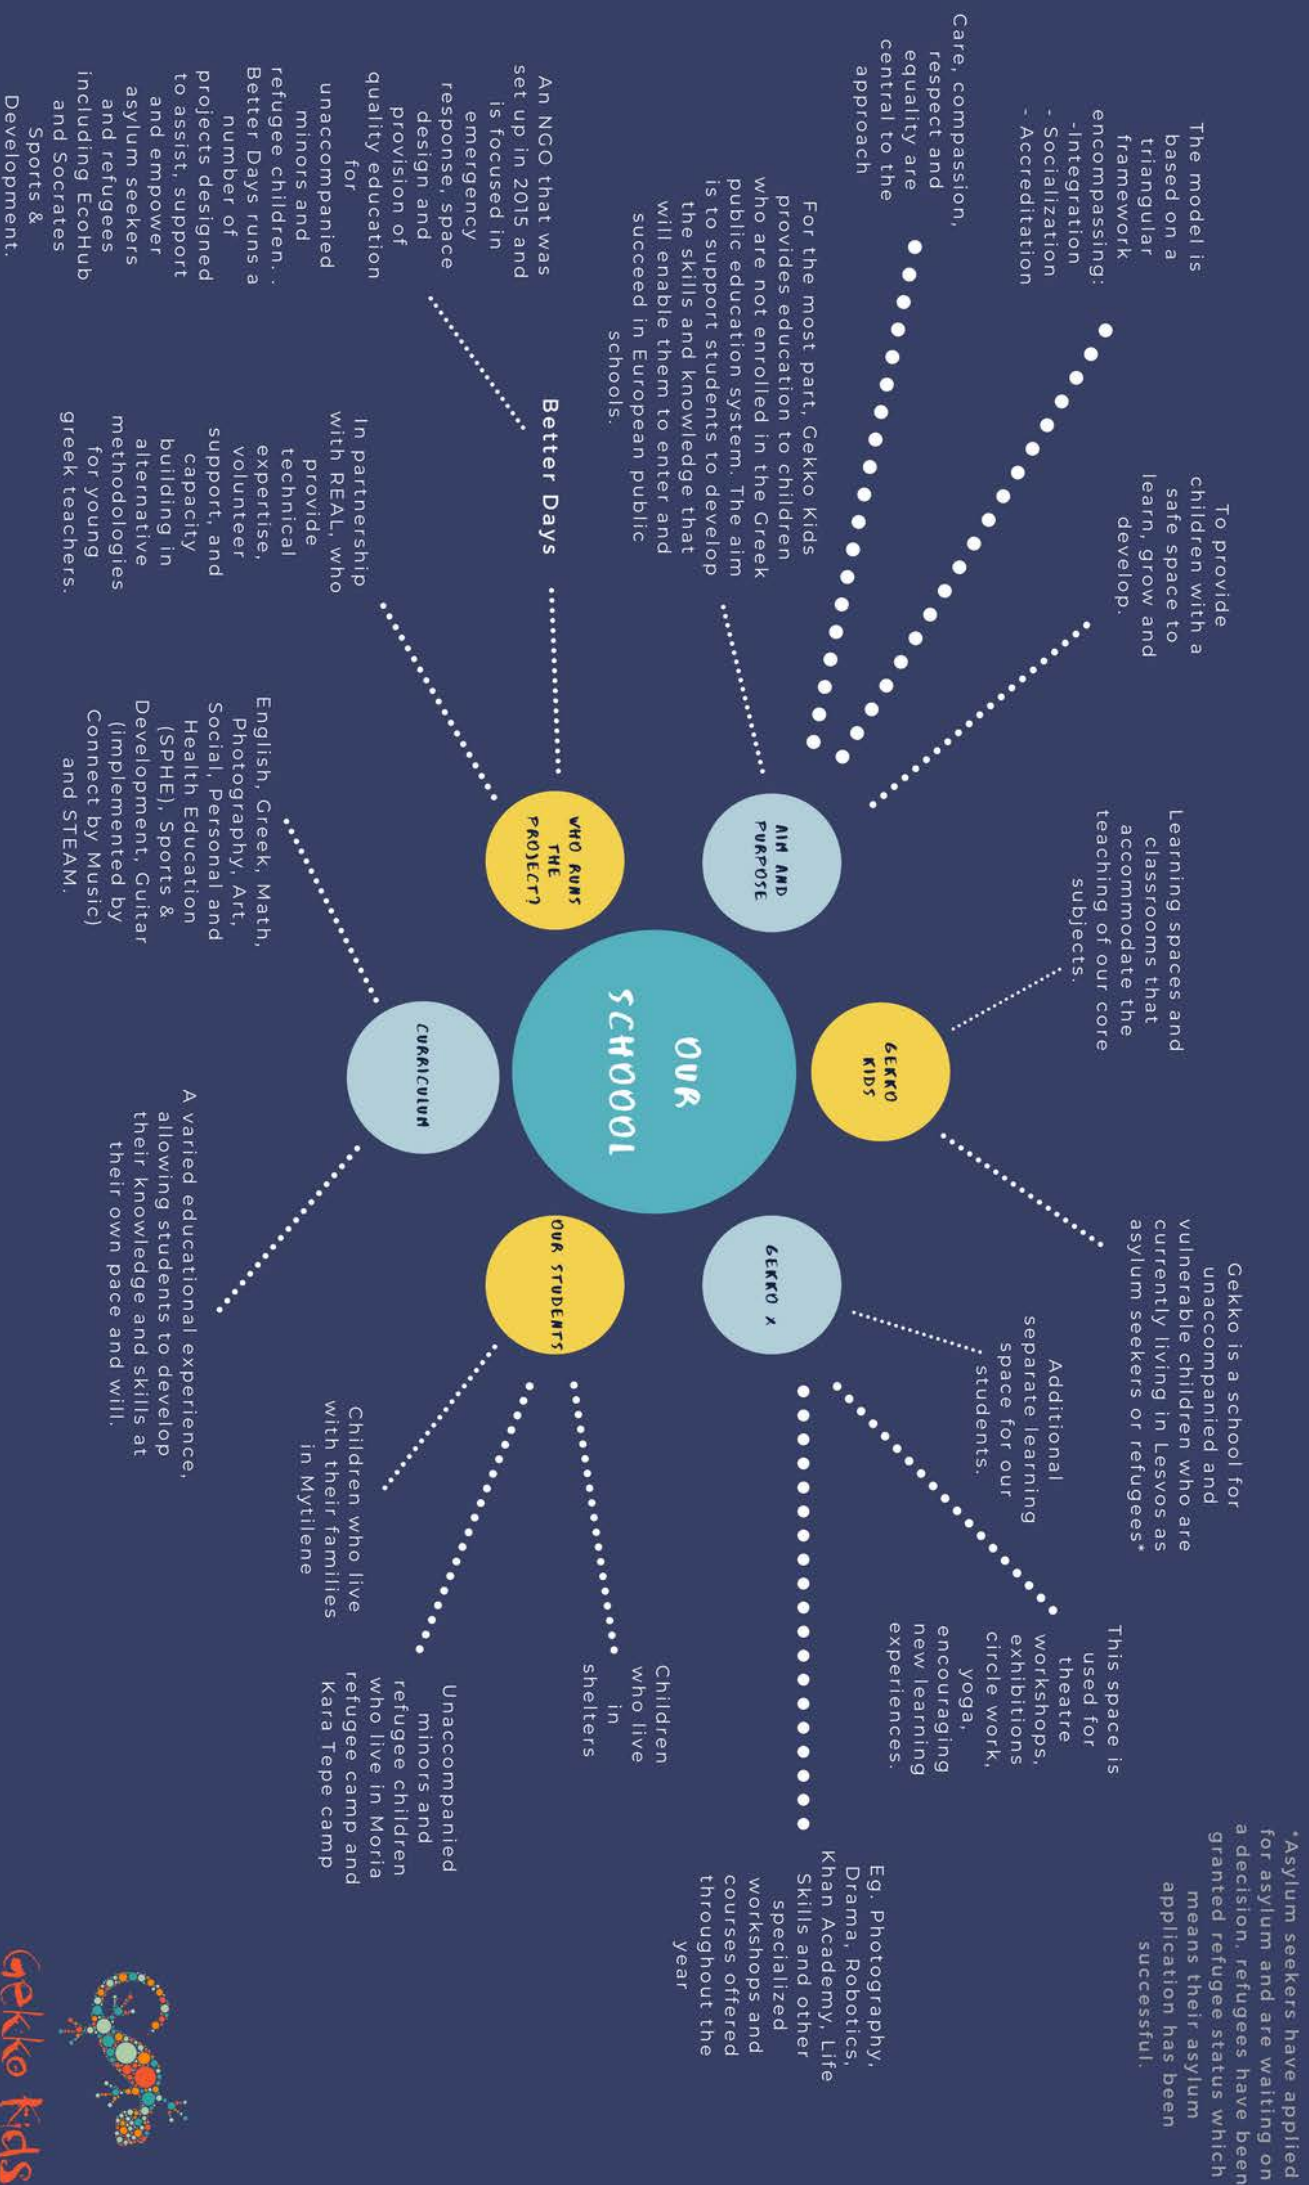 The model is
based on a
triangular
framework
encompassing:
-Integration
- Socialization
- Accreditation
Care, compassion,
respect and
equality are
central to the
approach
To provide
children with a
safe space to
learn, grow and
develop.
For the most part, Gekko Kids
provides education to children
who are not enrolled in the Greek
public education system. The aim
is to support students to develop
the skills and knowledge that
will enable them to enter and
succeed in European public
schools.
AIM AND
PURPOSE
Learning spaces and
classrooms that
accommodate the
teaching of our core
subjects.
GEKKO
KIDS
Gekko is a school for
unaccompanied and
vulnerable children who are
currently living in Lesvos as
asylum seekers or refugees*
*Asylum seekers have applied
for asylum and are waiting on
a decision, refugees have been
granted refugee status which
means their asylum
application has been
successful.
GEKKO X
Additional
separate learning
space for our
students.
This space is
used for
theatre
workshops,
exhibitions
circle work,
yoga,
encouraging
new learning
experiences.
Eg. Photography,
Drama, Robotics,
Khan Academy, Life
Skills and other
specialized
workshops and
courses offered
throughout the
year
OUR
SCHOOOL
WHO RUNS
THE
PROJECT?
Better Days
An NGO that was
set up in 2015 and
is focused in
emergency
response, space
design and
provision of
quality education
for
unaccompanied
minors and
refugee children. .
Better Days runs a
number of
projects designed
to assist, support
and empower
asylum seekers
and refugees
including EcoHub
and Socrates
Sports &
Development.
In partnership
with REAL, who
provide
technical
expertise,
volunteer
support, and
capacity
building in
alternative
methodologies
for young
greek teachers.
CURRICULUM
English, Greek, Math,
Photography, Art,
Social, Personal and
Health Education
(SPHE), Sports &
Development, Guitar
(implemented by
Connect by Music)
and STEAM.
A varied educational experience,
allowing students to develop
their knowledge and skills at
their own pace and will.
OUR STUDENTS
Children
who live
in
shelters
Unaccompanied
minors and
refugee children
who live in Moria
refugee camp and
Kara Tepe camp
Children who live
with their families
in Mytilene
Gekko Kids